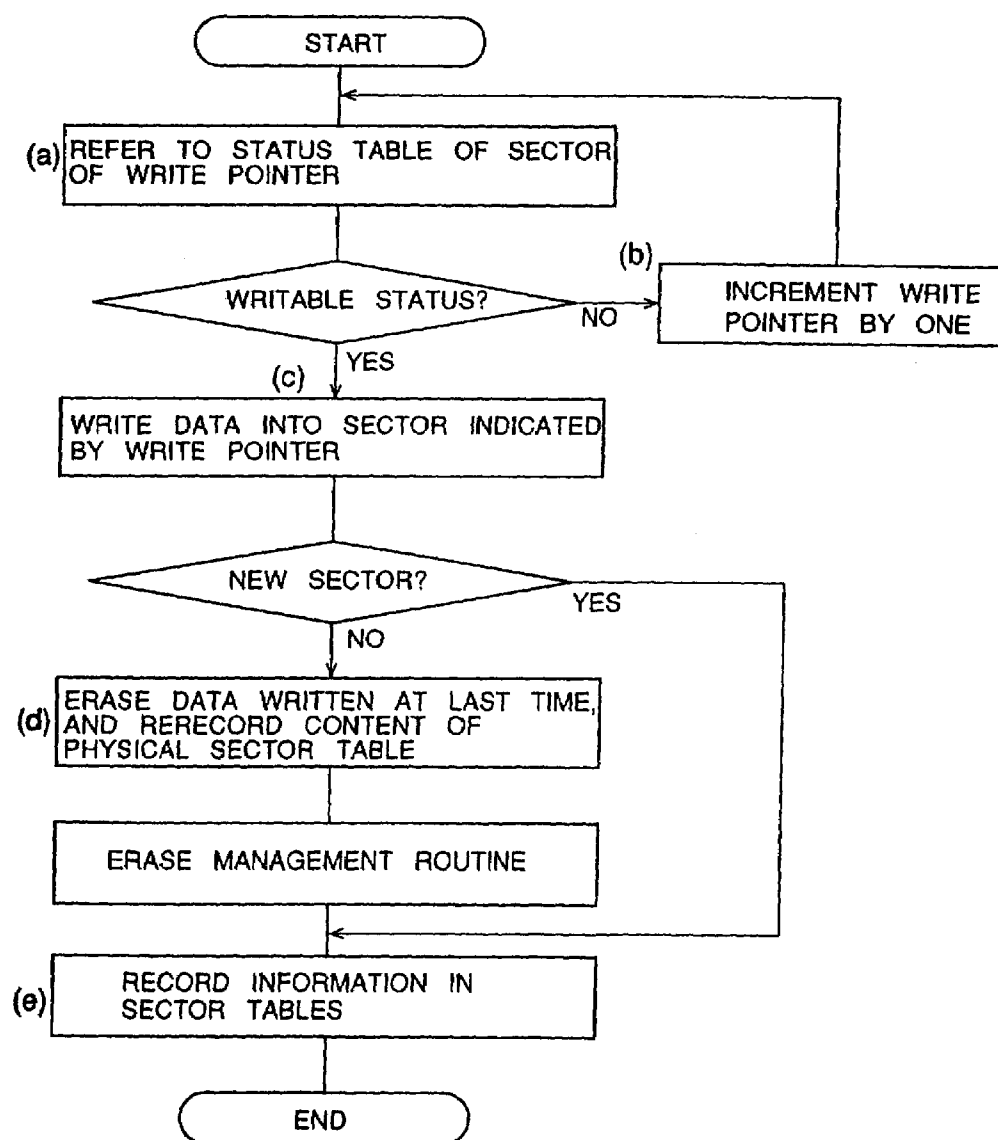 START
(a)
REFER TO STATUS TABLE OF SECTOR
OF WRITE POINTER
(b)
WRITABLE STATUS?
NO
INCREMENT WRITE
POINTER BY ONE
YES
(c)
WRITE DATA INTO SECTOR INDICATED
BY WRITE POINTER
NEW SECTOR?
YES
NO
(d)
ERASE DATA WRITTEN AT LAST TIME,
AND RERECORD CONTENT OF
PHYSICAL SECTOR TABLE
ERASE MANAGEMENT ROUTINE
(e)
RECORD INFORMATION IN
SECTOR TABLES
END